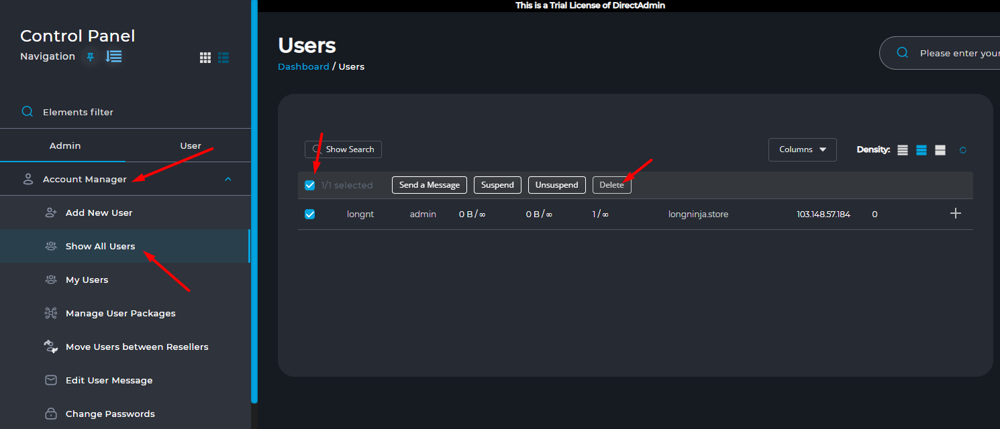 This is a Trial License of DirectAdmin
Control Panel
Navigation
Elements filter
Admin User
Account Manager
Add New User
Show All Users
My Users
Manage User Packages
Move Users between Resellers
Edit User Message
Change Passwords
Users
Dashboard / Users
Please enter your
Show Search
Columns
Density:
1/1 selected Send a Message Suspend Unsuspend Delete
longnt admin 0 B / ∞ 0 B / ∞ 1 / ∞ longninja.store 103.148.57.184 0